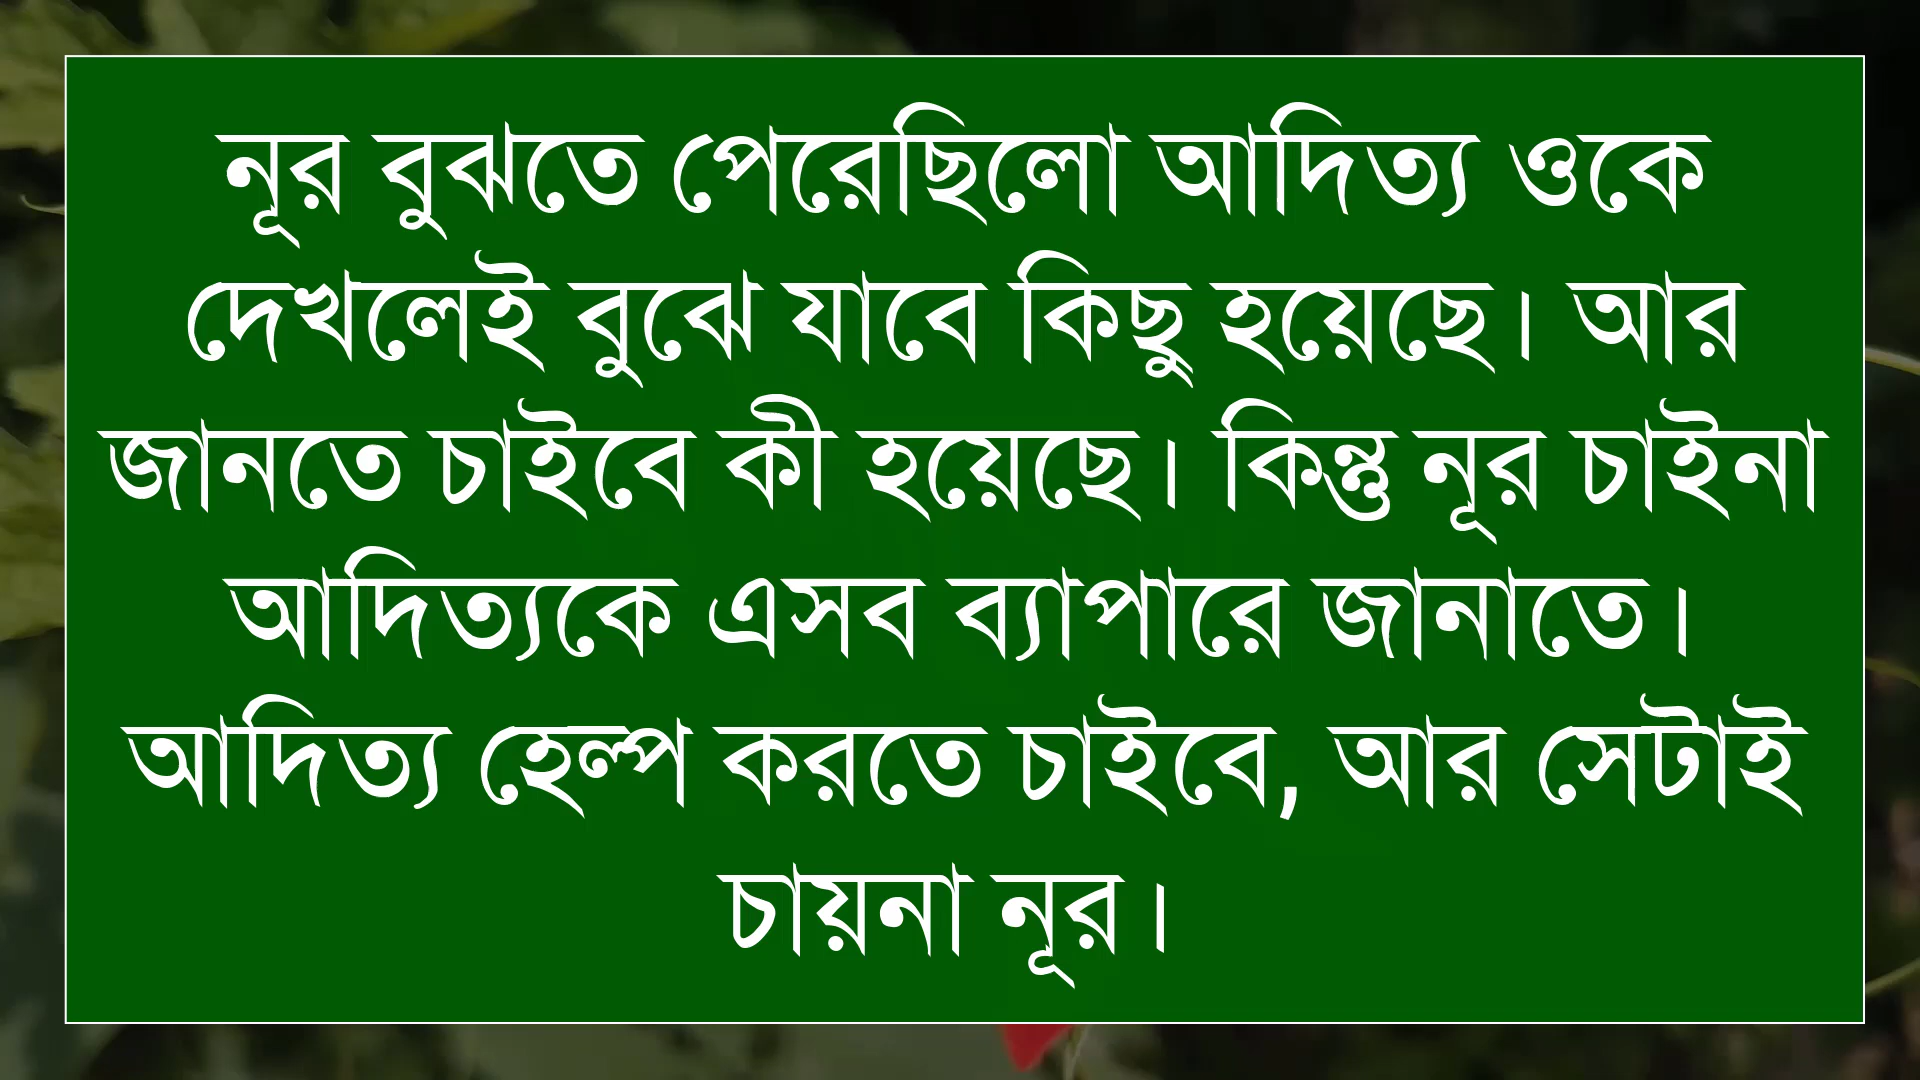 নূর বুঝতে পেরেছিলো আদিত্য ওকে
দেখলেই বুঝে যাবে কিছু হয়েছে। আর
জানতে চাইবে কী হয়েছে। কিন্তু নূর চাইনা
আদিত্যকে এসব ব্যাপারে জানাতে।
আদিত্য হেল্প করতে চাইবে, আর সেটাই
চায়না নূর।